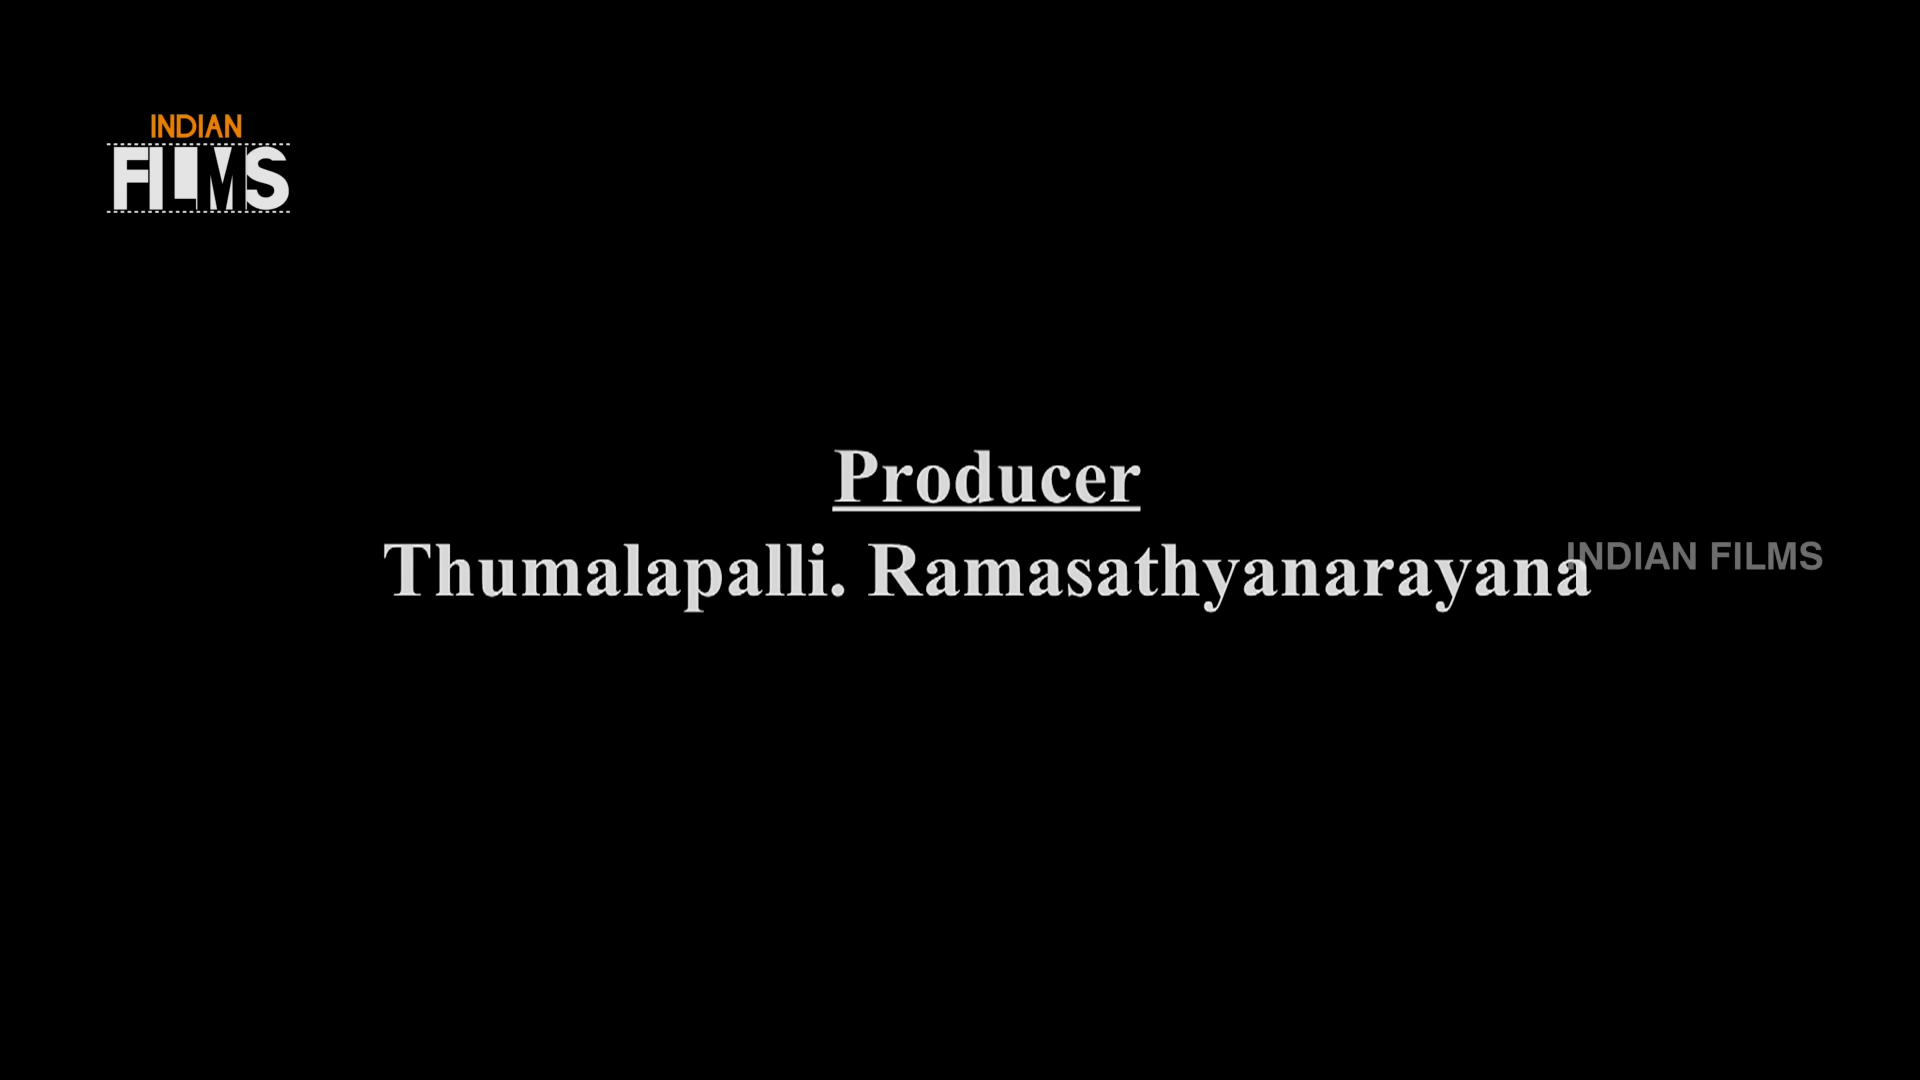 INDIAN
FILMS
Producer
Thumalapalli. Ramasathyanarayana
INDIAN FILMS